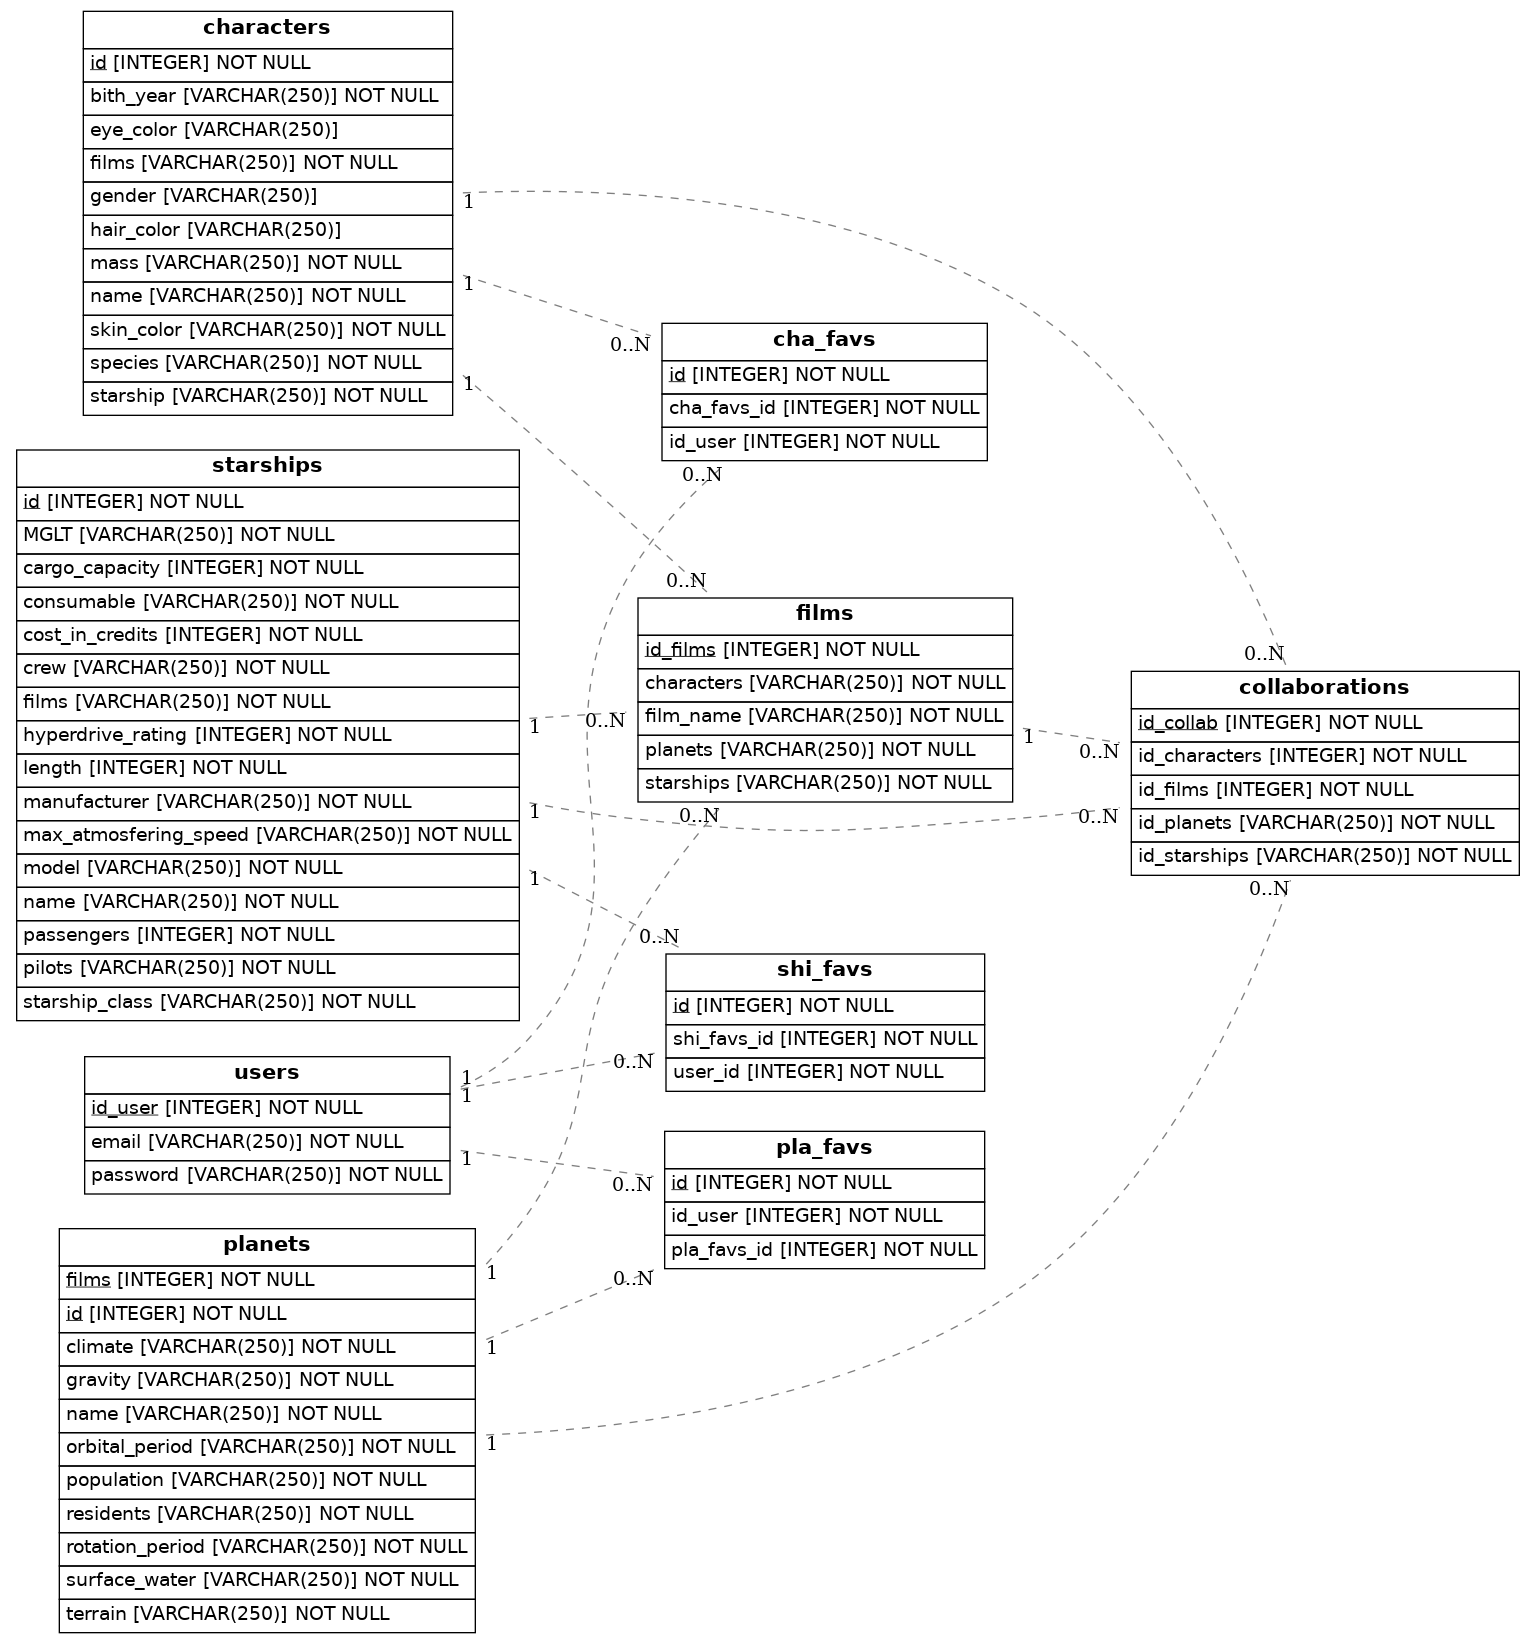 characters
id [INTEGER] NOT NULL
bith_year [VARCHAR(250)] NOT NULL
eye_color [VARCHAR(250)]
films [VARCHAR(250)] NOT NULL
gender [VARCHAR(250)]
hair_color [VARCHAR(250)]
mass [VARCHAR(250)] NOT NULL
name [VARCHAR(250)] NOT NULL
skin_color [VARCHAR(250)] NOT NULL
species [VARCHAR(250)] NOT NULL
starship [VARCHAR(250)] NOT NULL
1
1
1
starships
id [INTEGER] NOT NULL
MGLT [VARCHAR(250)] NOT NULL
cargo_capacity [INTEGER] NOT NULL
consumable [VARCHAR(250)] NOT NULL
cost_in_credits [INTEGER] NOT NULL
crew [VARCHAR(250)] NOT NULL
films [VARCHAR(250)] NOT NULL
hyperdrive_rating [INTEGER] NOT NULL
length [INTEGER] NOT NULL
manufacturer [VARCHAR(250)] NOT NULL
max_atmosfering_speed [VARCHAR(250)] NOT NULL
model [VARCHAR(250)] NOT NULL
name [VARCHAR(250)] NOT NULL
passengers [INTEGER] NOT NULL
pilots [VARCHAR(250)] NOT NULL
starship_class [VARCHAR(250)] NOT NULL
1
1
1
users
id_user [INTEGER] NOT NULL
email [VARCHAR(250)] NOT NULL
password [VARCHAR(250)] NOT NULL
1
1
1
planets
films [INTEGER] NOT NULL
id [INTEGER] NOT NULL
climate [VARCHAR(250)] NOT NULL
gravity [VARCHAR(250)] NOT NULL
name [VARCHAR(250)] NOT NULL
orbital_period [VARCHAR(250)] NOT NULL
population [VARCHAR(250)] NOT NULL
residents [VARCHAR(250)] NOT NULL
rotation_period [VARCHAR(250)] NOT NULL
surface_water [VARCHAR(250)] NOT NULL
terrain [VARCHAR(250)] NOT NULL
1
1
1
0..N
cha_favs
id [INTEGER] NOT NULL
cha_favs_id [INTEGER] NOT NULL
id_user [INTEGER] NOT NULL
0..N
0..N
0..N
films
id_films [INTEGER] NOT NULL
characters [VARCHAR(250)] NOT NULL
film_name [VARCHAR(250)] NOT NULL
planets [VARCHAR(250)] NOT NULL
starships [VARCHAR(250)] NOT NULL
1
0..N
0..N
shi_favs
id [INTEGER] NOT NULL
shi_favs_id [INTEGER] NOT NULL
user_id [INTEGER] NOT NULL
0..N
0..N
pla_favs
id [INTEGER] NOT NULL
id_user [INTEGER] NOT NULL
pla_favs_id [INTEGER] NOT NULL
0..N
0..N
0..N
0..N
collaborations
id_collab [INTEGER] NOT NULL
id_characters [INTEGER] NOT NULL
id_films [INTEGER] NOT NULL
id_planets [VARCHAR(250)] NOT NULL
id_starships [VARCHAR(250)] NOT NULL
0..N